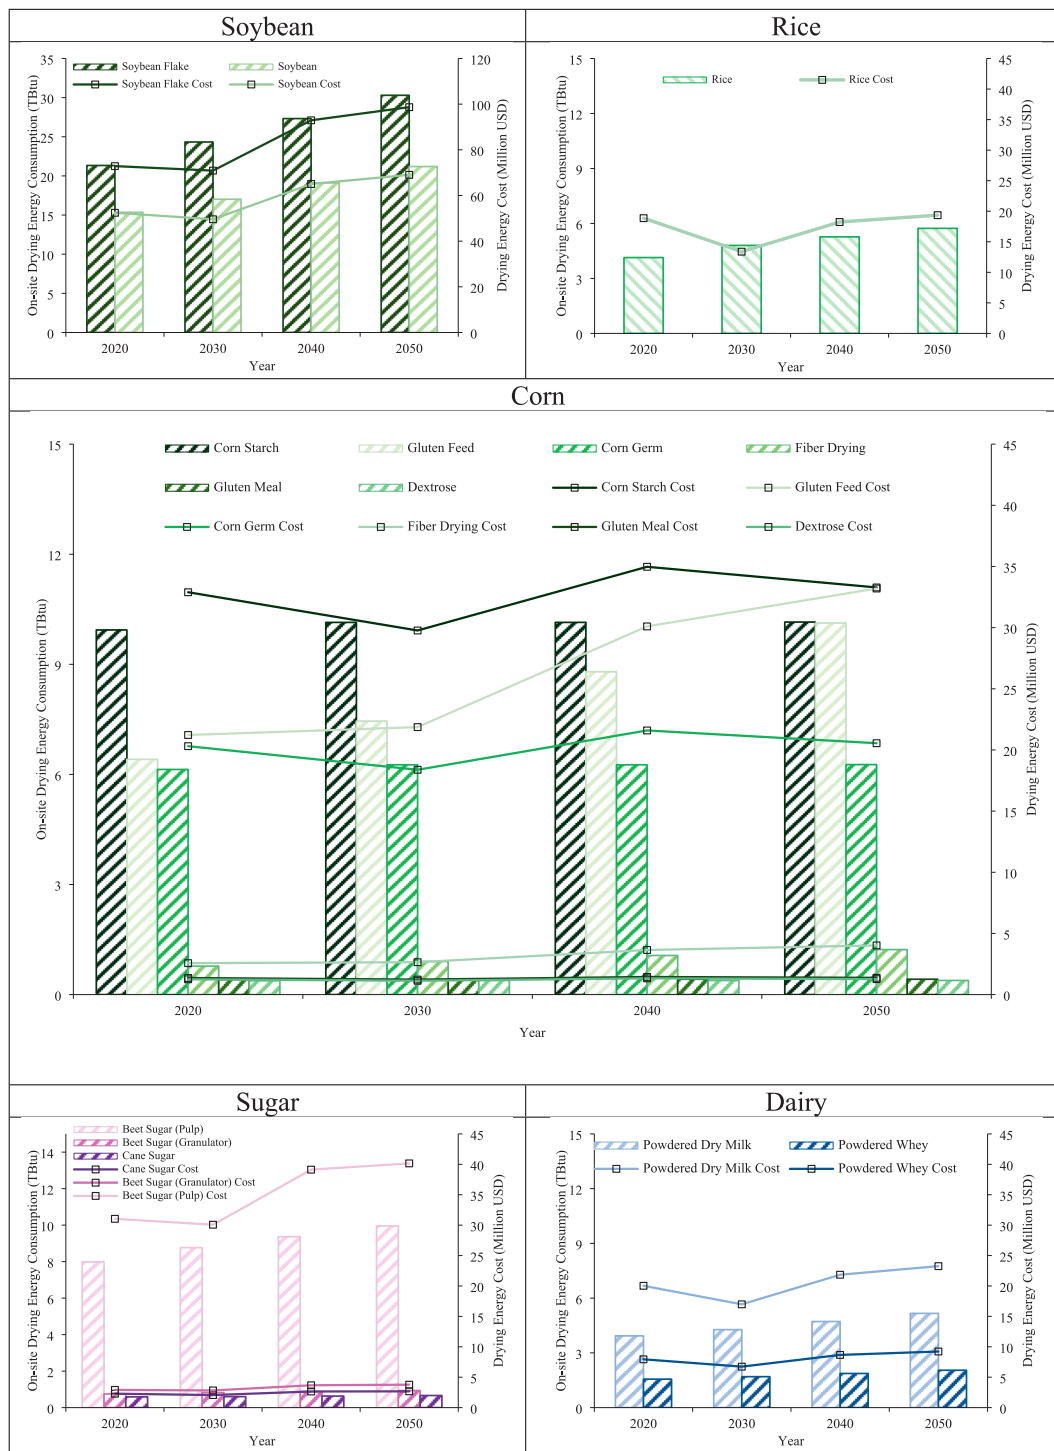 Soybean
Rice
On-site Drying Energy Consumption (TBtu)
35
30
25
20
15
10
5
0
Soybean Flake
Soybean
Soybean Flake Cost
Soybean Cost
120
100
80
60
40
20
0
Drying Energy Cost (Million USD)
2020
2030
2040
2050
Year
On-site Drying Energy Consumption (TBtu)
15
12
9
6
3
0
Rice
Rice Cost
45
40
35
30
25
20
15
10
5
0
Drying Energy Cost (Million USD)
2020
2030
2040
2050
Year
Corn
On-site Drying Energy Consumption (TBtu)
15
12
9
6
3
0
Corn Starch
Gluten Feed
Corn Germ
Fiber Drying
Gluten Meal
Dextrose
Corn Starch Cost
Gluten Feed Cost
Corn Germ Cost
Fiber Drying Cost
Gluten Meal Cost
Dextrose Cost
45
40
35
30
25
20
15
10
5
0
Drying Energy Cost (Million USD)
2020
2030
2040
2050
Year
Sugar
Dairy
On-site Drying Energy Consumption (TBtu)
14
12
10
8
6
4
2
0
Beet Sugar (Pulp)
Beet Sugar (Granulator)
Cane Sugar
Cane Sugar Cost
Beet Sugar (Granulator) Cost
Beet Sugar (Pulp) Cost
45
40
35
30
25
20
15
10
5
0
Drying Energy Cost (Million USD)
2020
2030
2040
2050
Year
On-site Drying Energy Consumption (TBtu)
15
12
9
6
3
0
Powdered Dry Milk
Powdered Whey
Powdered Dry Milk Cost
Powdered Whey Cost
45
40
35
30
25
20
15
10
5
0
Drying Energy Cost (Million USD)
2020
2030
2040
2050
Year